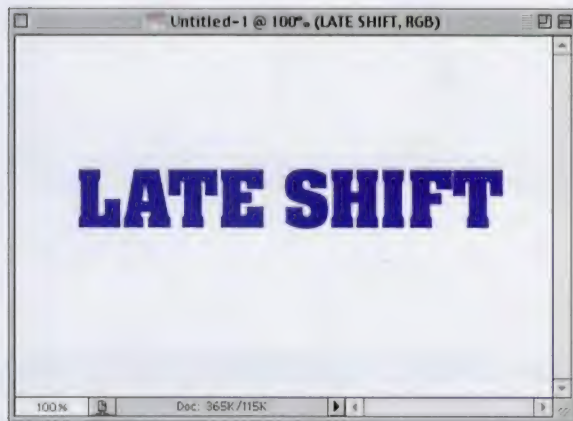 Untitled-1 @ 100% (LATE SHIFT, RGB)
LATE SHIFT
100% Doc: 365K/115K